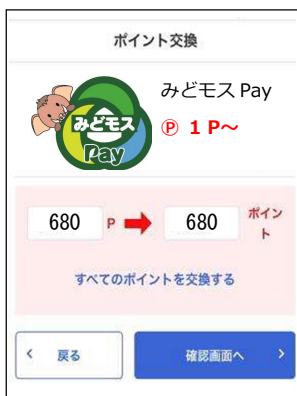 ポイント交換
みどモス Pay
Ⓟ 1 P～
みどモス
Pay
680 P ➡ 680 ポイン
ト
すべてのポイントを交換する
< 戻る
確認画面へ >